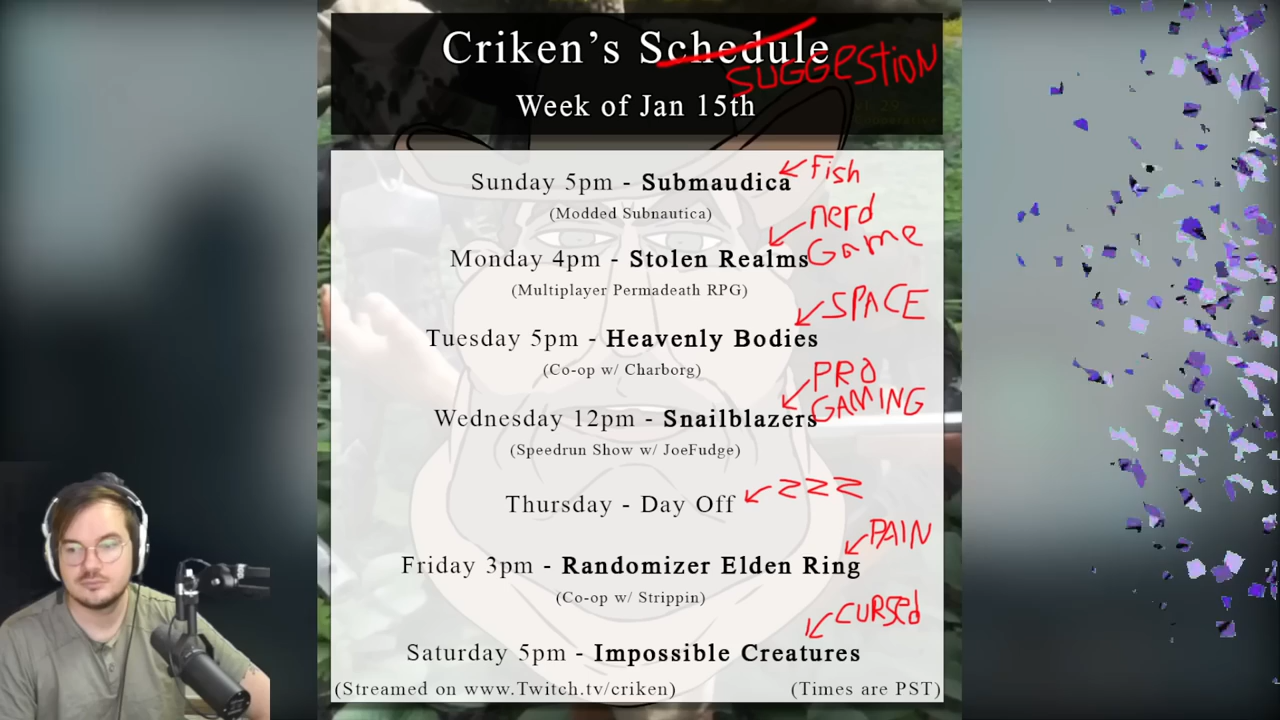 Criken's Schedule
SUGGESTION
Week of Jan 15th
Sunday 5pm - Submaudica
Fish
(Modded Subnautica)
nerd
Game
Monday 4pm - Stolen Realms
(Multiplayer Permadeath RPG)
SPACE
Tuesday 5pm - Heavenly Bodies
(Co-op w/ Charborg)
PRO
GAMING
Wednesday 12pm - Snailblazers
(Speedrun Show w/ JoeFudge)
ZZZ
Thursday - Day Off
PAIN
Friday 3pm - Randomizer Elden Ring
(Co-op w/ Strippin)
CURSed
Saturday 5pm - Impossible Creatures
(Streamed on www.Twitch.tv/criken) (Times are PST)